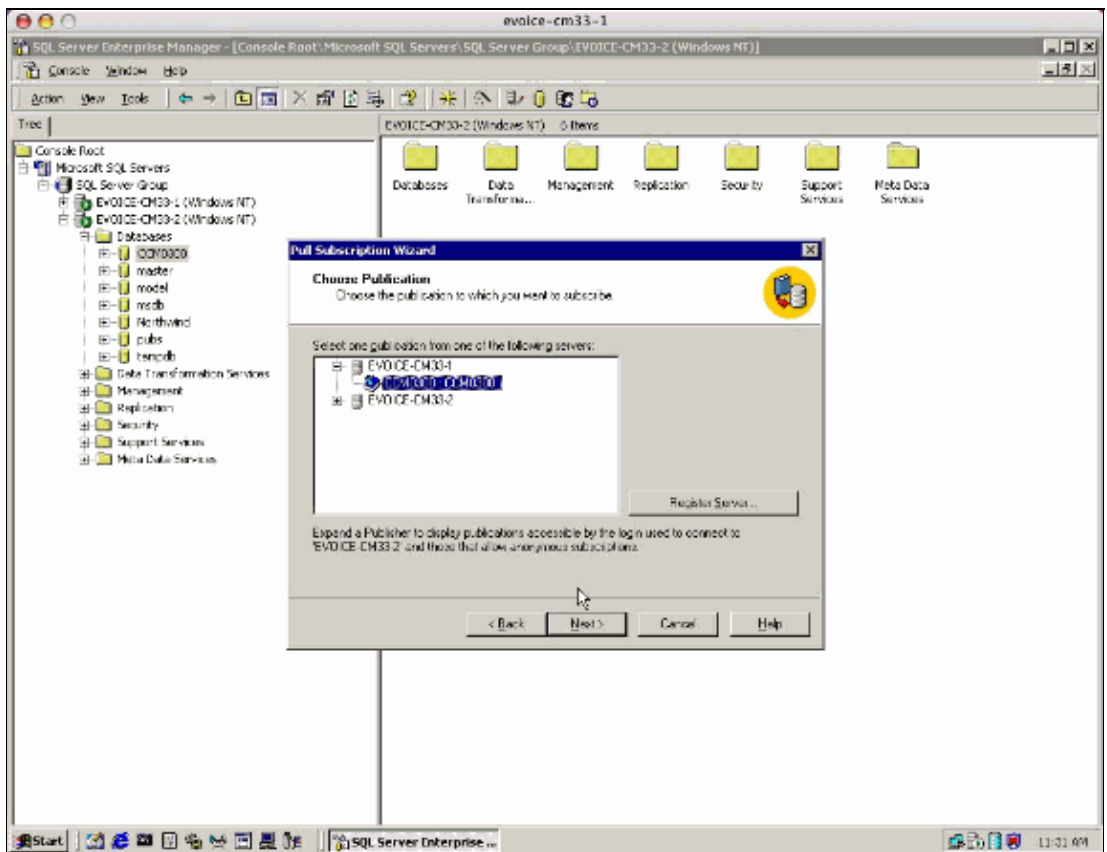 evoice-cm33-1
SQL Server Enterprise Manager - [Console Root\Microsoft SQL Servers\SQL Server Group\EVOICE-CM33-2 (Windows NT)]
Console Window Help
Action View Tools
Tree
EVOICE-CM33-2 (Windows NT) 6 Items
Console Root
Microsoft SQL Servers
SQL Server Group
EVOICE-CM33-1 (Windows NT)
EVOICE-CM33-2 (Windows NT)
Databases
CCM0300
master
model
msdb
Northwind
pubs
tempdb
Data Transformation Services
Management
Replication
Security
Support Services
Meta Data Services
Databases
Data Transforma...
Management
Replication
Security
Support Services
Meta Data Services
Pull Subscription Wizard
Choose Publication
Choose the publication to which you want to subscribe.
Select one publication from one of the following servers:
EVOICE-CM33-1
EVOICE-CM33-2
Register Server...
Expand a Publisher to display publications accessible by the login used to connect to
'EVOICE-CM33-2' and those that allow anonymous subscriptions.
< Back Next > Cancel Help
Start
SQL Server Enterprise ...
11:31 AM